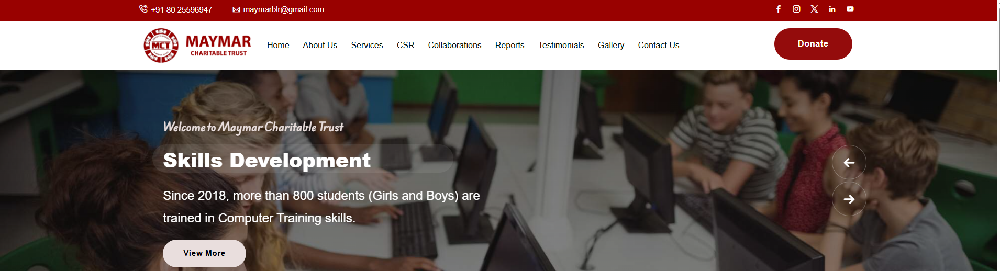 +91 80 25596947
maymarblr@gmail.com
MCT
MAYMAR
CHARITABLE TRUST
Home
About Us
Services
CSR
Collaborations
Reports
Testimonials
Gallery
Contact Us
Donate
Welcome to Maymar Charitable Trust
Skills Development
Since 2018, more than 800 students (Girls and Boys) are
trained in Computer Training skills.
View More